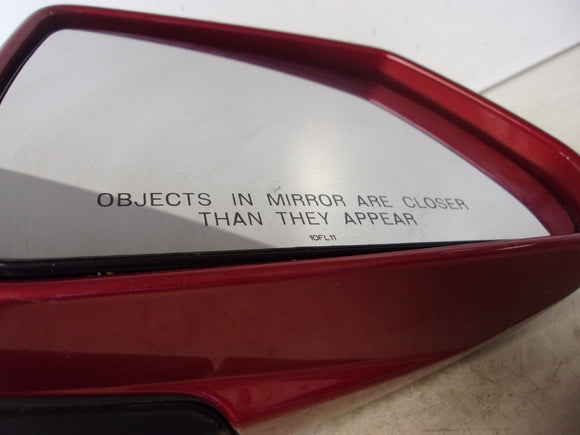 OBJECTS IN MIRROR ARE CLOSER
THAN THEY APPEAR
10FL11